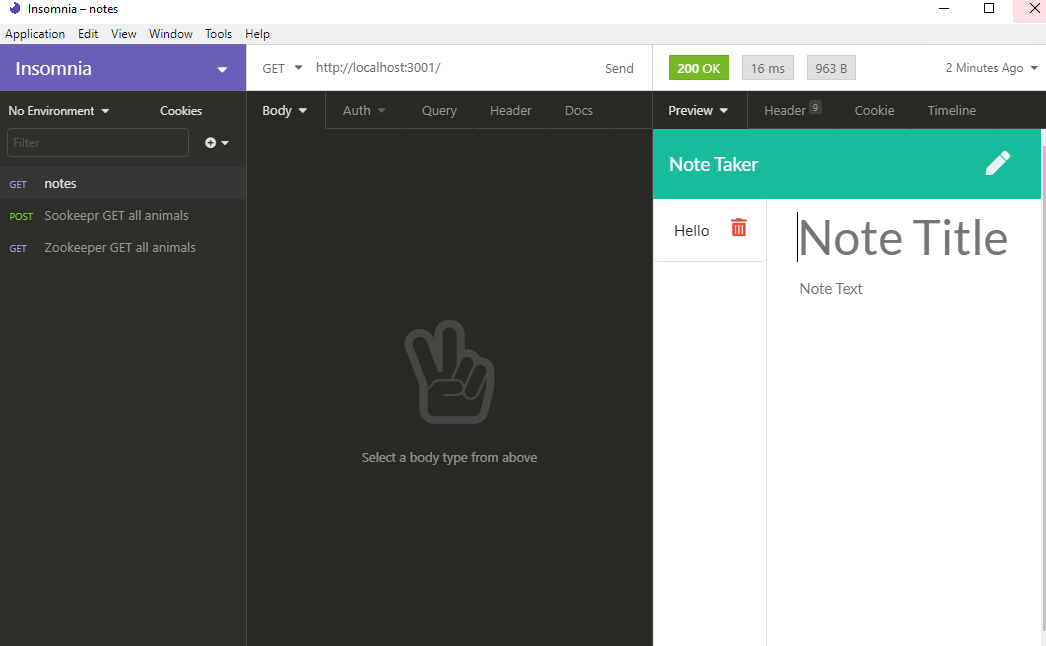 Insomnia – notes
Application Edit View Window Tools Help
Insomnia
GET http://localhost:3001/ Send
200 OK 16 ms 963 B 2 Minutes Ago
No Environment Cookies
Body Auth Query Header Docs
Preview Header 9 Cookie Timeline
Filter
GET notes
POST Sookeepr GET all animals
GET Zookeeper GET all animals
Select a body type from above
Note Taker
Hello
Note Title
Note Text